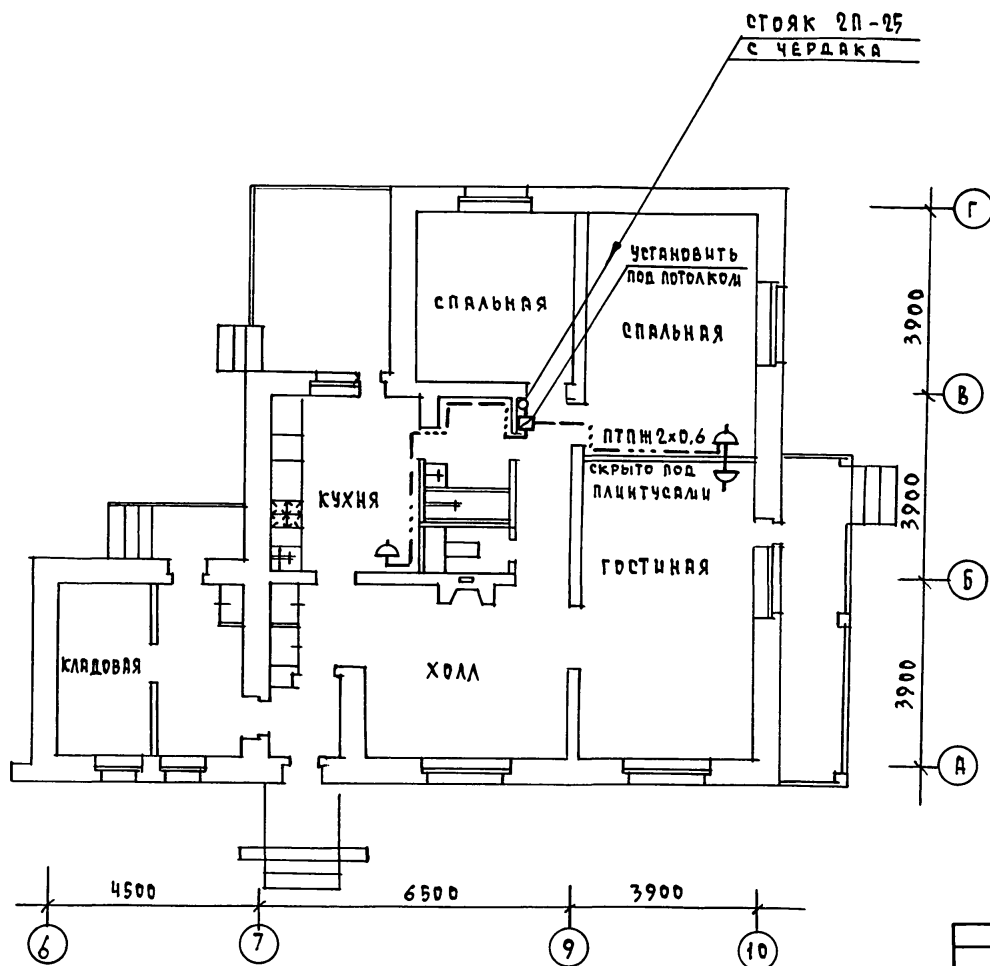 СТОЯК 2П-25
С ЧЕРДАКА
УСТАНОВИТЬ
ПОД ПОТОЛКОМ
СПАЛЬНАЯ
СПАЛЬНАЯ
ПТПЖ 2×0,6
СКРЫТО ПОД
ПЛИНТУСАМИ
КУХНЯ
ГОСТИНАЯ
КЛАДОВАЯ
ХОЛЛ
Г
3900
В
3900
Б
3900
А
4500
6500
3900
6
7
9
10